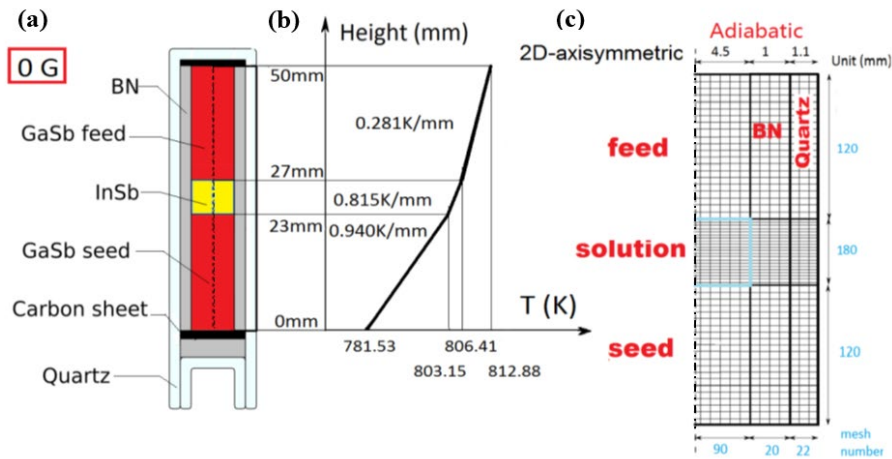 (a)
0 G
BN
GaSb feed
InSb
GaSb seed
Carbon sheet
Quartz
(b)
Height (mm)
50mm
0.281K/mm
27mm
0.815K/mm
23mm
0.940K/mm
0mm
T (K)
781.53
806.41
803.15
812.88
(c)
Adiabatic
2D-axisymmetric
4.5
1
1.1
Unit (mm)
feed
BN
Quartz
120
solution
180
seed
120
mesh
number
90
20
22